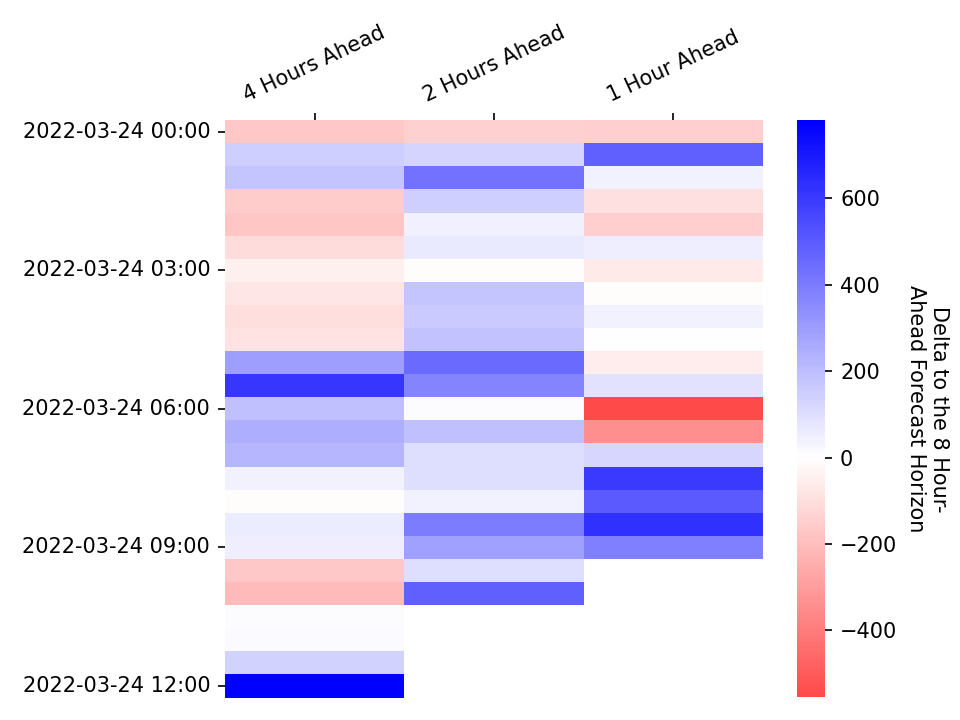 4 Hours Ahead
2 Hours Ahead
1 Hour Ahead
2022-03-24 00:00
2022-03-24 03:00
2022-03-24 06:00
2022-03-24 09:00
2022-03-24 12:00
600
400
200
0
−200
−400
Delta to the 8 Hour-
Ahead Forecast Horizon